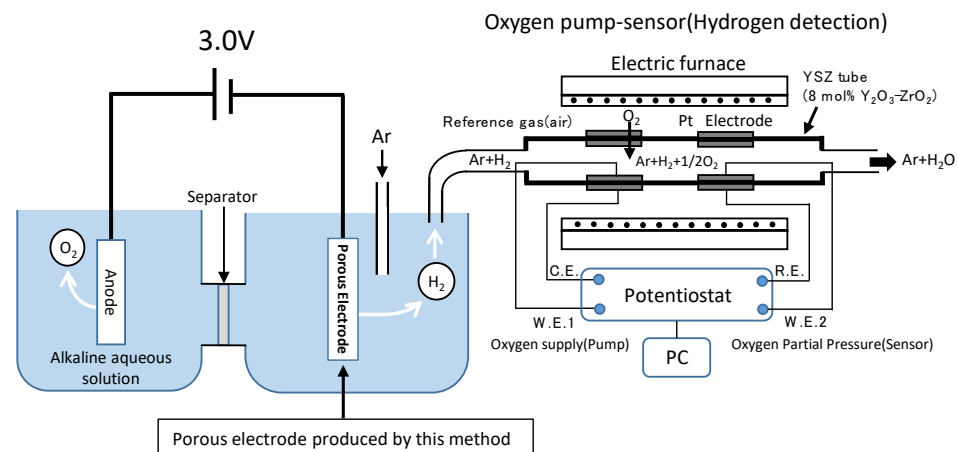 Oxygen pump-sensor(Hydrogen detection)
3.0V
Electric furnace
YSZ tube
(8 mol% Y₂O₃-ZrO₂)
Reference gas(air)
O₂
Pt Electrode
Ar
Ar+H₂
Ar+H₂+1/2O₂
Ar+H₂O
Separator
O₂
Anode
Porous Electrode
H₂
C.E.
R.E.
Potentiostat
W.E.1
W.E.2
Oxygen supply(Pump)
Oxygen Partial Pressure(Sensor)
PC
Alkaline aqueous
solution
Porous electrode produced by this method